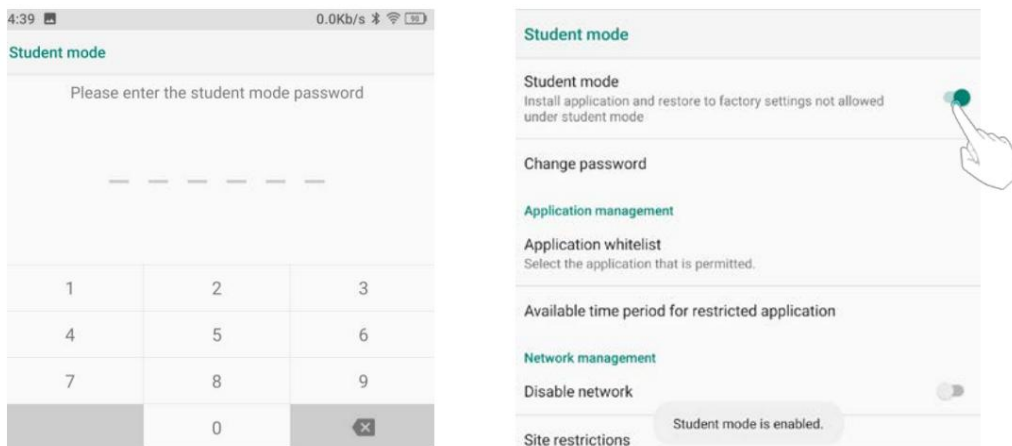 4:39
0.0Kb/s
90
Student mode
Please enter the student mode password
1 2 3
4 5 6
7 8 9
0
Student mode
Student mode
Install application and restore to factory settings not allowed
under student mode
Change password
Application management
Application whitelist
Select the application that is permitted.
Available time period for restricted application
Network management
Disable network
Student mode is enabled.
Site restrictions